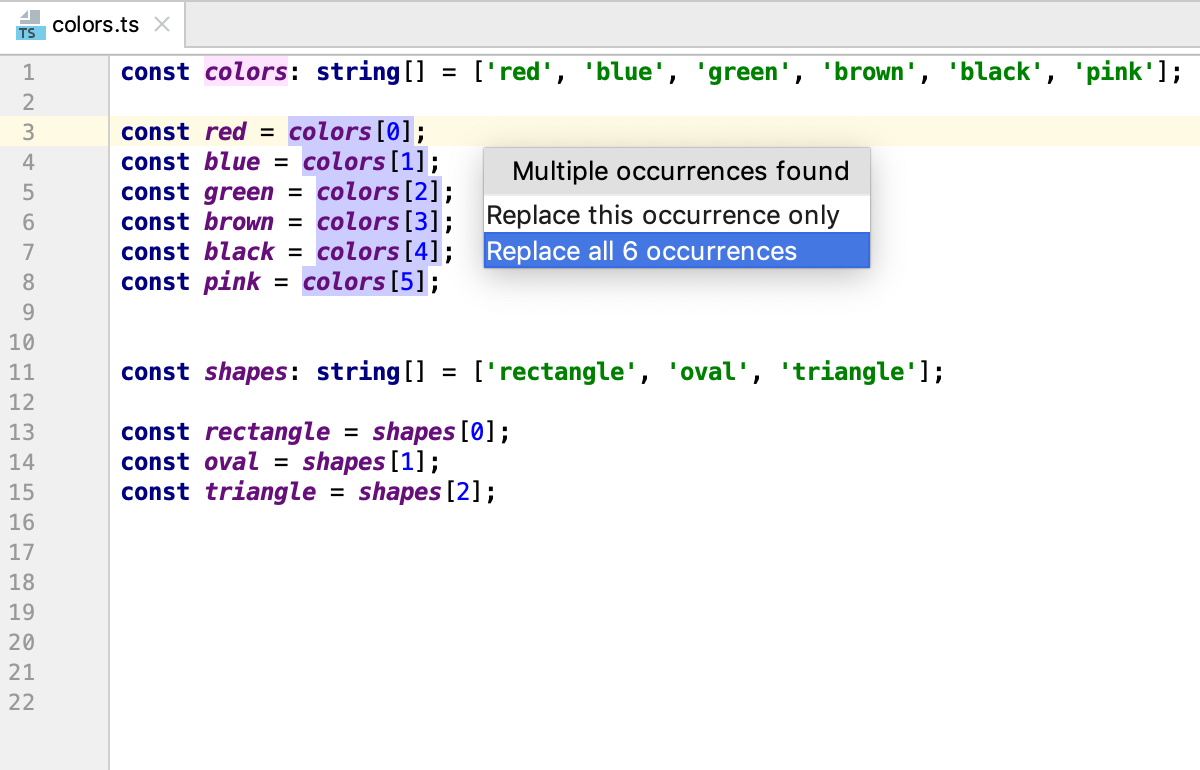 TS colors.ts
1 const colors: string[] = ['red', 'blue', 'green', 'brown', 'black', 'pink'];
2
3 const red = colors[0];
4 const blue = colors[1];
5 const green = colors[2];
6 const brown = colors[3];
7 const black = colors[4];
8 const pink = colors[5];
Multiple occurrences found
Replace this occurrence only
Replace all 6 occurrences
9
10
11 const shapes: string[] = ['rectangle', 'oval', 'triangle'];
12
13 const rectangle = shapes[0];
14 const oval = shapes[1];
15 const triangle = shapes[2];
16
17
18
19
20
21
22